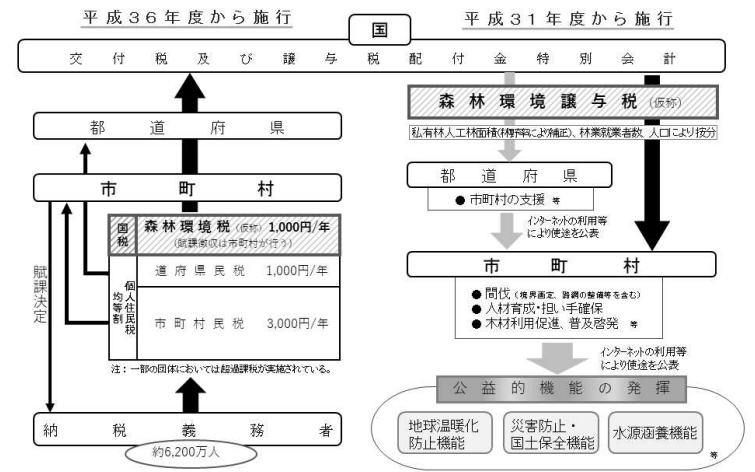 平成36年度から施行
国
平成31年度から施行
交付税及び譲与税配付金特別会計
都道府県
市町村
国税
森林環境税(仮称) 1,000円/年
(賦課徴収は市町村が行う)
個人住民税
均等割
道府県民税 1,000円/年
市町村民税 3,000円/年
注:一部の団体においては超過課税が実施されている。
賦課決定
納税義務者
約6,200万人
森林環境譲与税(仮称)
私有林人工林面積(林野率により補正)、林業就業者数、人口により按分
都道府県
●市町村の支援 等
インターネットの利用等
により使途を公表
市町村
●間伐(境界画定、路網の整備等を含む)
●人材育成・担い手確保
●木材利用促進、普及啓発 等
インターネットの利用等
により使途を公表
公益的機能の発揮
地球温暖化
防止機能
災害防止・
国土保全機能
水源涵養機能
等